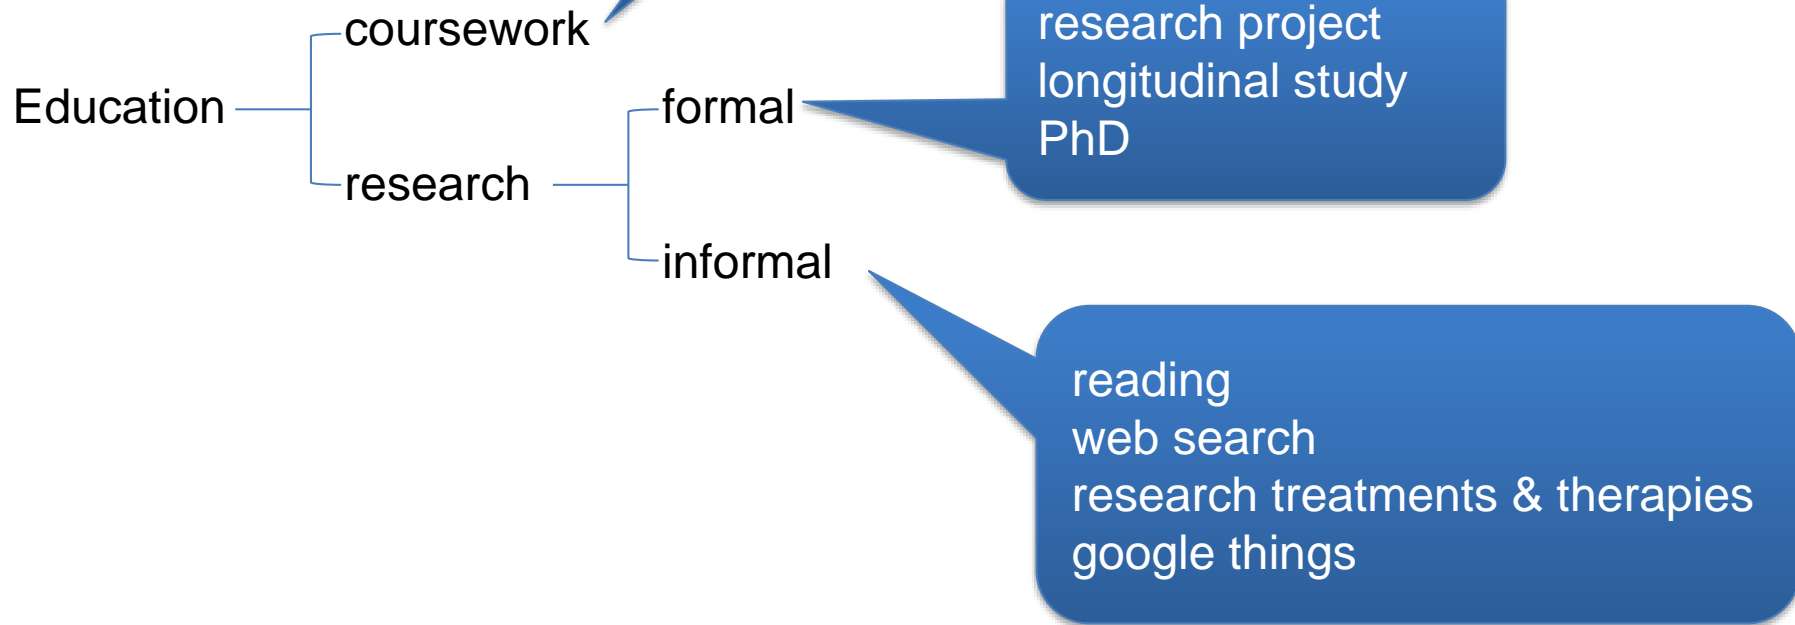 coursework
Education
research
formal
informal
research project
longitudinal study
PhD
reading
web search
research treatments & therapies
google things